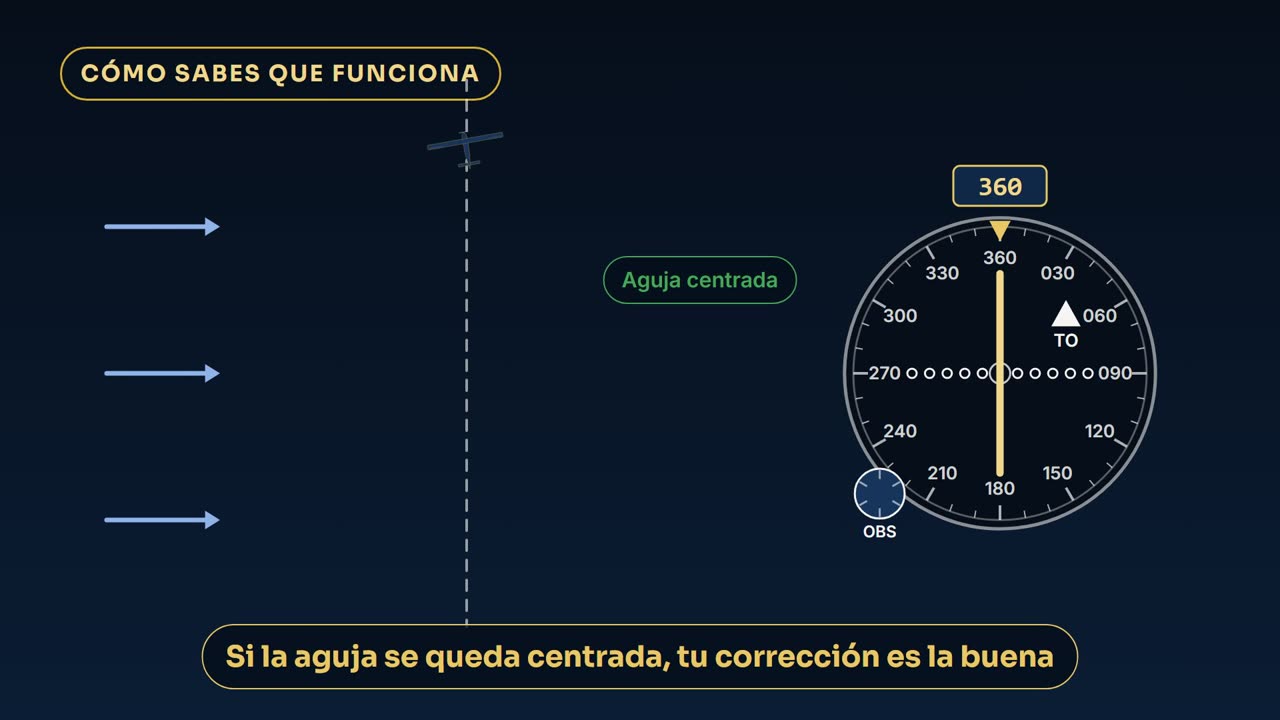 CÓMO SABES QUE FUNCIONA
360
Aguja centrada
360
330
030
300
060
TO
270
090
240
120
210
150
180
OBS
Si la aguja se queda centrada, tu corrección es la buena